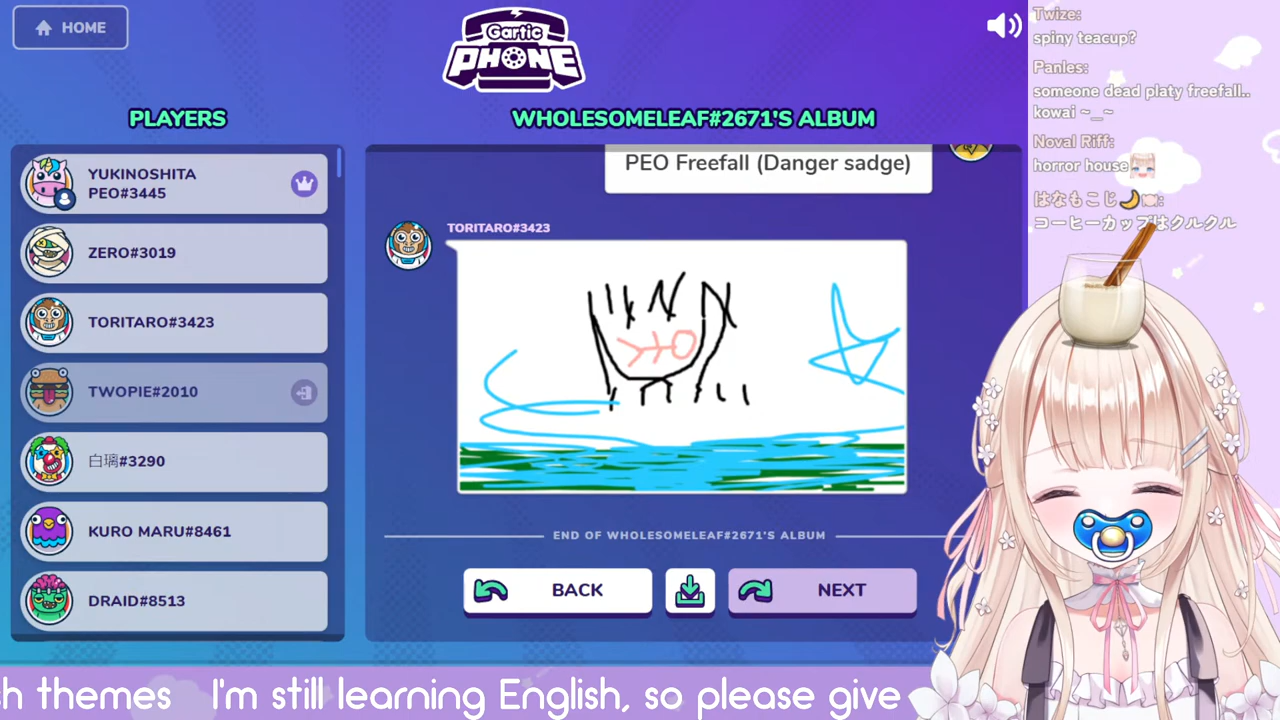 HOME
Gartic
PHONE
PLAYERS
WHOLESOMELEAF#2671'S ALBUM
YUKINOSHITA
PEO#3445
ZERO#3019
TORITARO#3423
TWOPIE#2010
白璃#3290
KURO MARU#8461
DRAID#8513
PEO Freefall (Danger sadge)
TORITARO#3423
END OF WHOLESOMELEAF#2671'S ALBUM
BACK
NEXT
Twize:
spiny teacup?
Panles:
someone dead platy freefall..
kowai ~_~
Noval Riff:
horror house
はなもこじ🌙🍽️:
コーヒーカップはクルクル
sh themes I'm still learning English, so please give